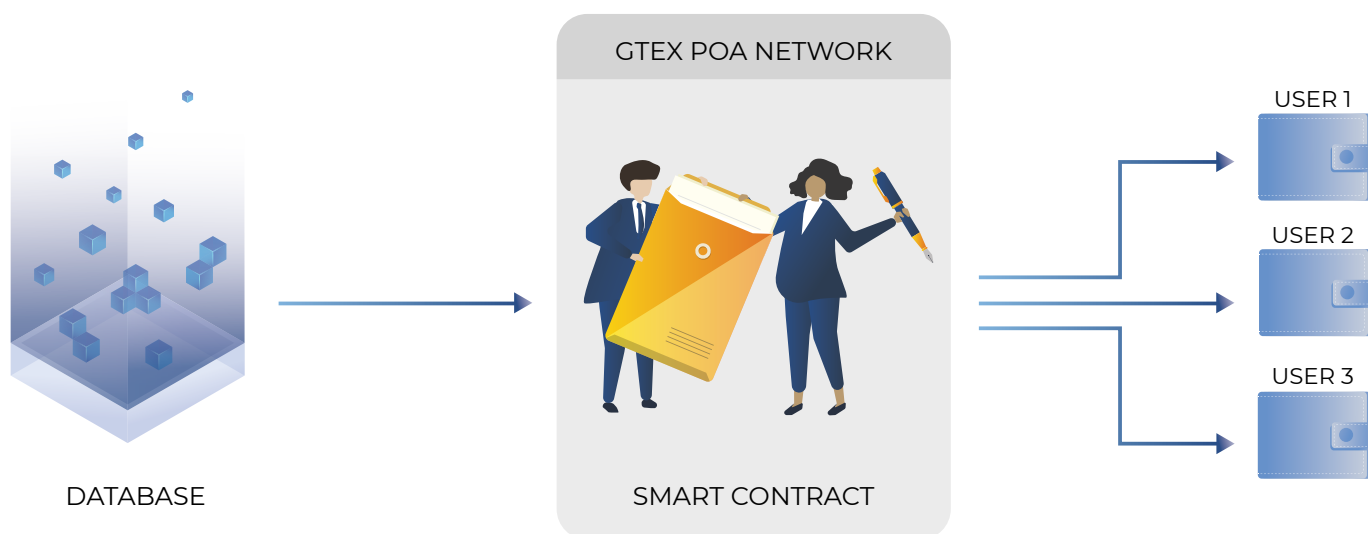 GTEX POA NETWORK
USER 1
USER 2
USER 3
DATABASE
SMART CONTRACT